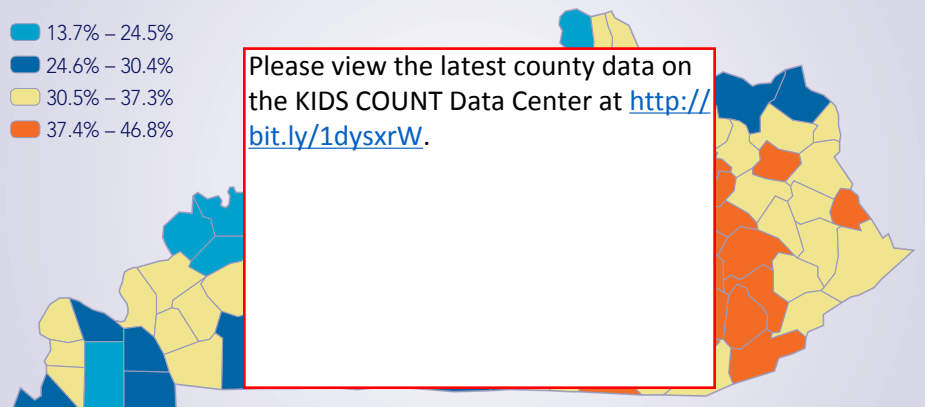 13.7% – 24.5%
24.6% – 30.4%
30.5% – 37.3%
37.4% – 46.8%
Please view the latest county data on
the KIDS COUNT Data Center at http://
bit.ly/1dysxrW.